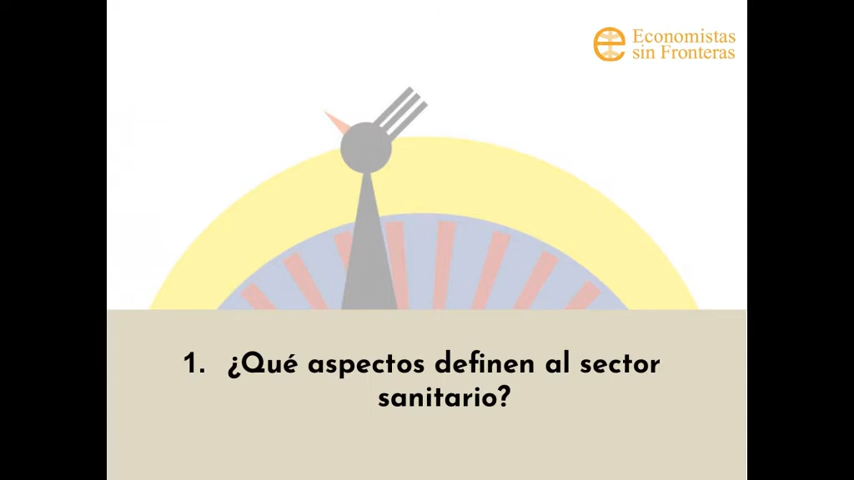 Economistas
sin Fronteras
1. ¿Qué aspectos definen al sector
sanitario?